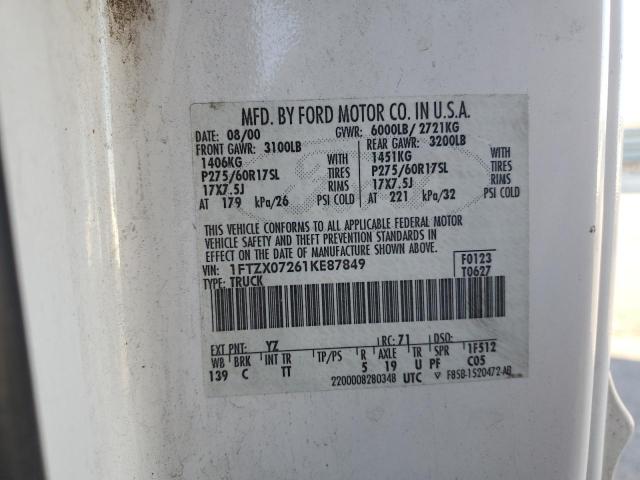 MFD. BY FORD MOTOR CO. IN U.S.A.
DATE: 08/00 GVWR: 6000LB/ 2721KG
FRONT GAWR: 3100LB REAR GAWR: 3200LB
1406KG WITH 1451KG WITH
P275/60R17SL TIRES P275/60R17SL TIRES
17X7.5J RIMS 17X7.5J RIMS
AT 179 kPa/26 PSI COLD AT 221 kPa/32 PSI COLD
THIS VEHICLE CONFORMS TO ALL APPLICABLE FEDERAL MOTOR
VEHICLE SAFETY AND THEFT PREVENTION STANDARDS IN
EFFECT ON THE DATE OF MANUFACTURE SHOWN ABOVE.
VIN: 1FTZX07261KE87849 F0123
TYPE: TRUCK T0627
EXT PNT: YZ RC: 71 DSO:
WB BRK INT TR TP/PS R AXLE TR SPR 1F512
139 C TT 5 19 U PF C05
2200008280348 UTC F85B-1520472-AB